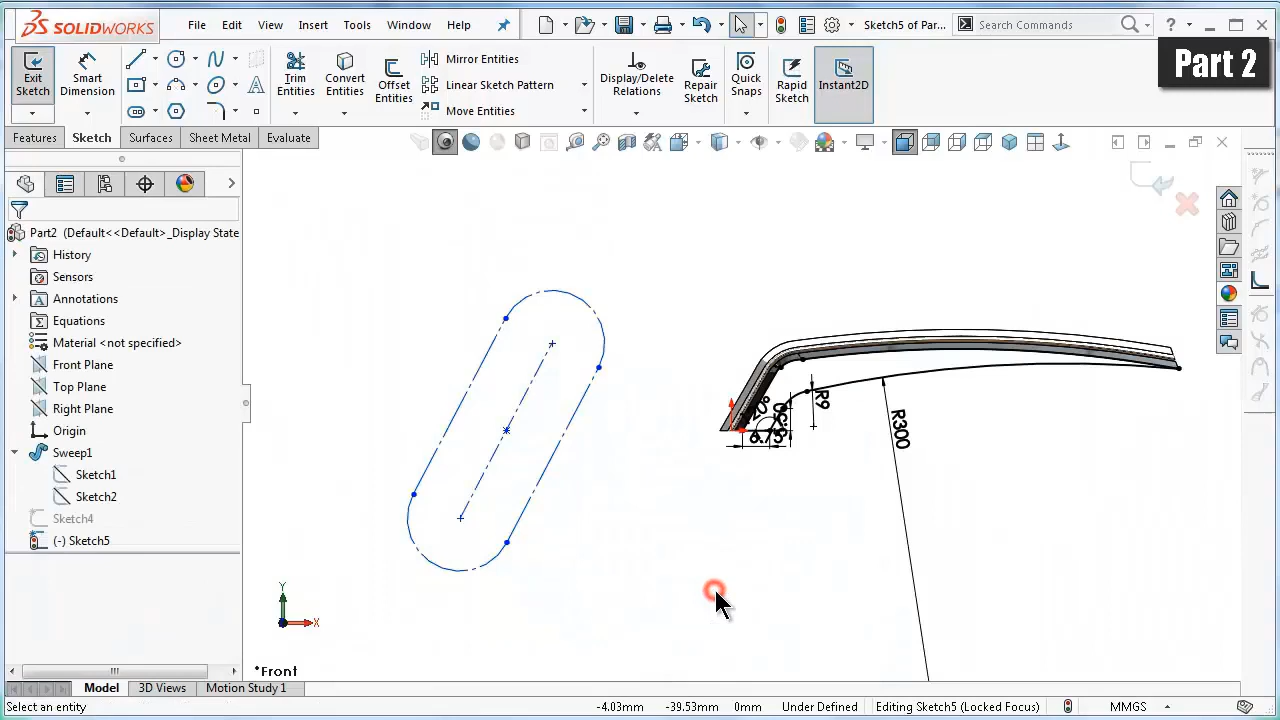 SOLIDWORKS
File Edit View Insert Tools Window Help
Sketch5 of Par...
Search Commands
?
Part 2
Exit Sketch
Smart Dimension
Trim Entities
Convert Entities
Offset Entities
Mirror Entities
Linear Sketch Pattern
Move Entities
Display/Delete Relations
Repair Sketch
Quick Snaps
Rapid Sketch
Instant2D
Features Sketch Surfaces Sheet Metal Evaluate
Part2 (Default<<Default>_Display State
History
Sensors
Annotations
Equations
Material <not specified>
Front Plane
Top Plane
Right Plane
Origin
Sweep1
Sketch1
Sketch2
Sketch4
(-) Sketch5
R9
R300
6.75
Y
X
*Front
Model 3D Views Motion Study 1
Select an entity
-4.03mm -39.53mm 0mm Under Defined Editing Sketch5 (Locked Focus) MMGS